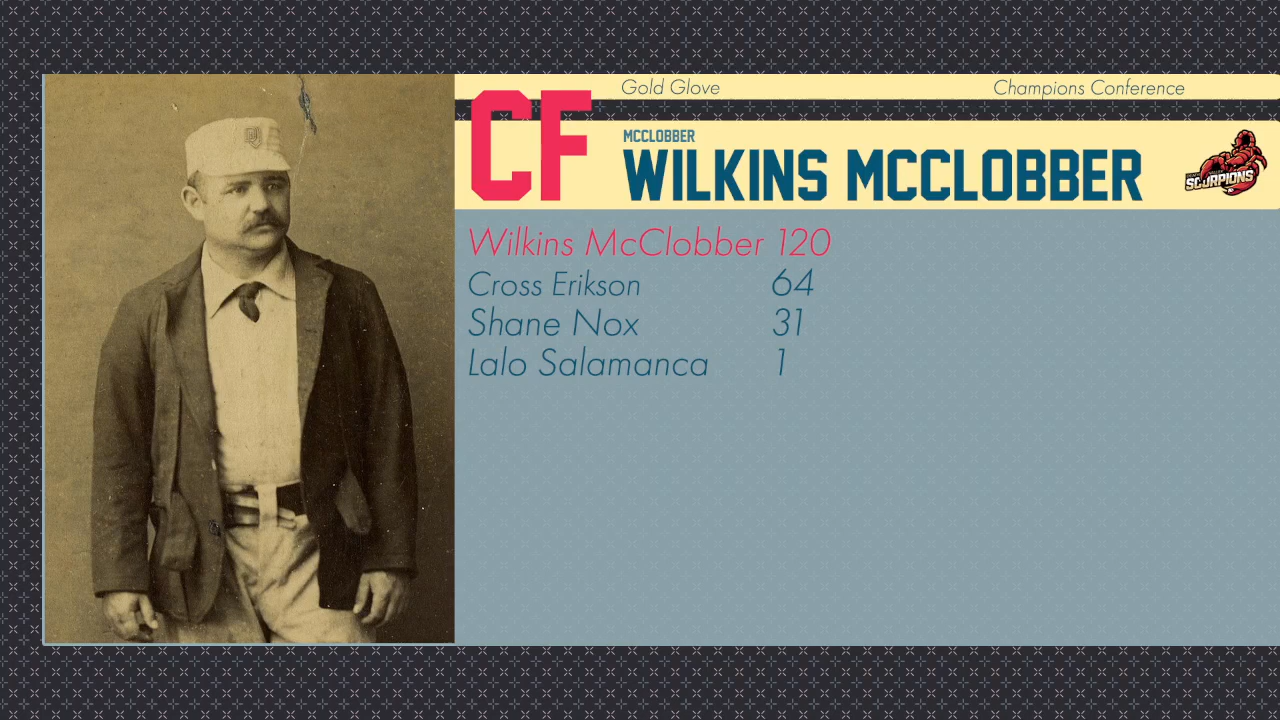 Gold Glove
Champions Conference
CF
MCCLOBBER
WILKINS MCCLOBBER
SCORPIONS
Wilkins McClobber 120
Cross Erikson 64
Shane Nox 31
Lalo Salamanca 1